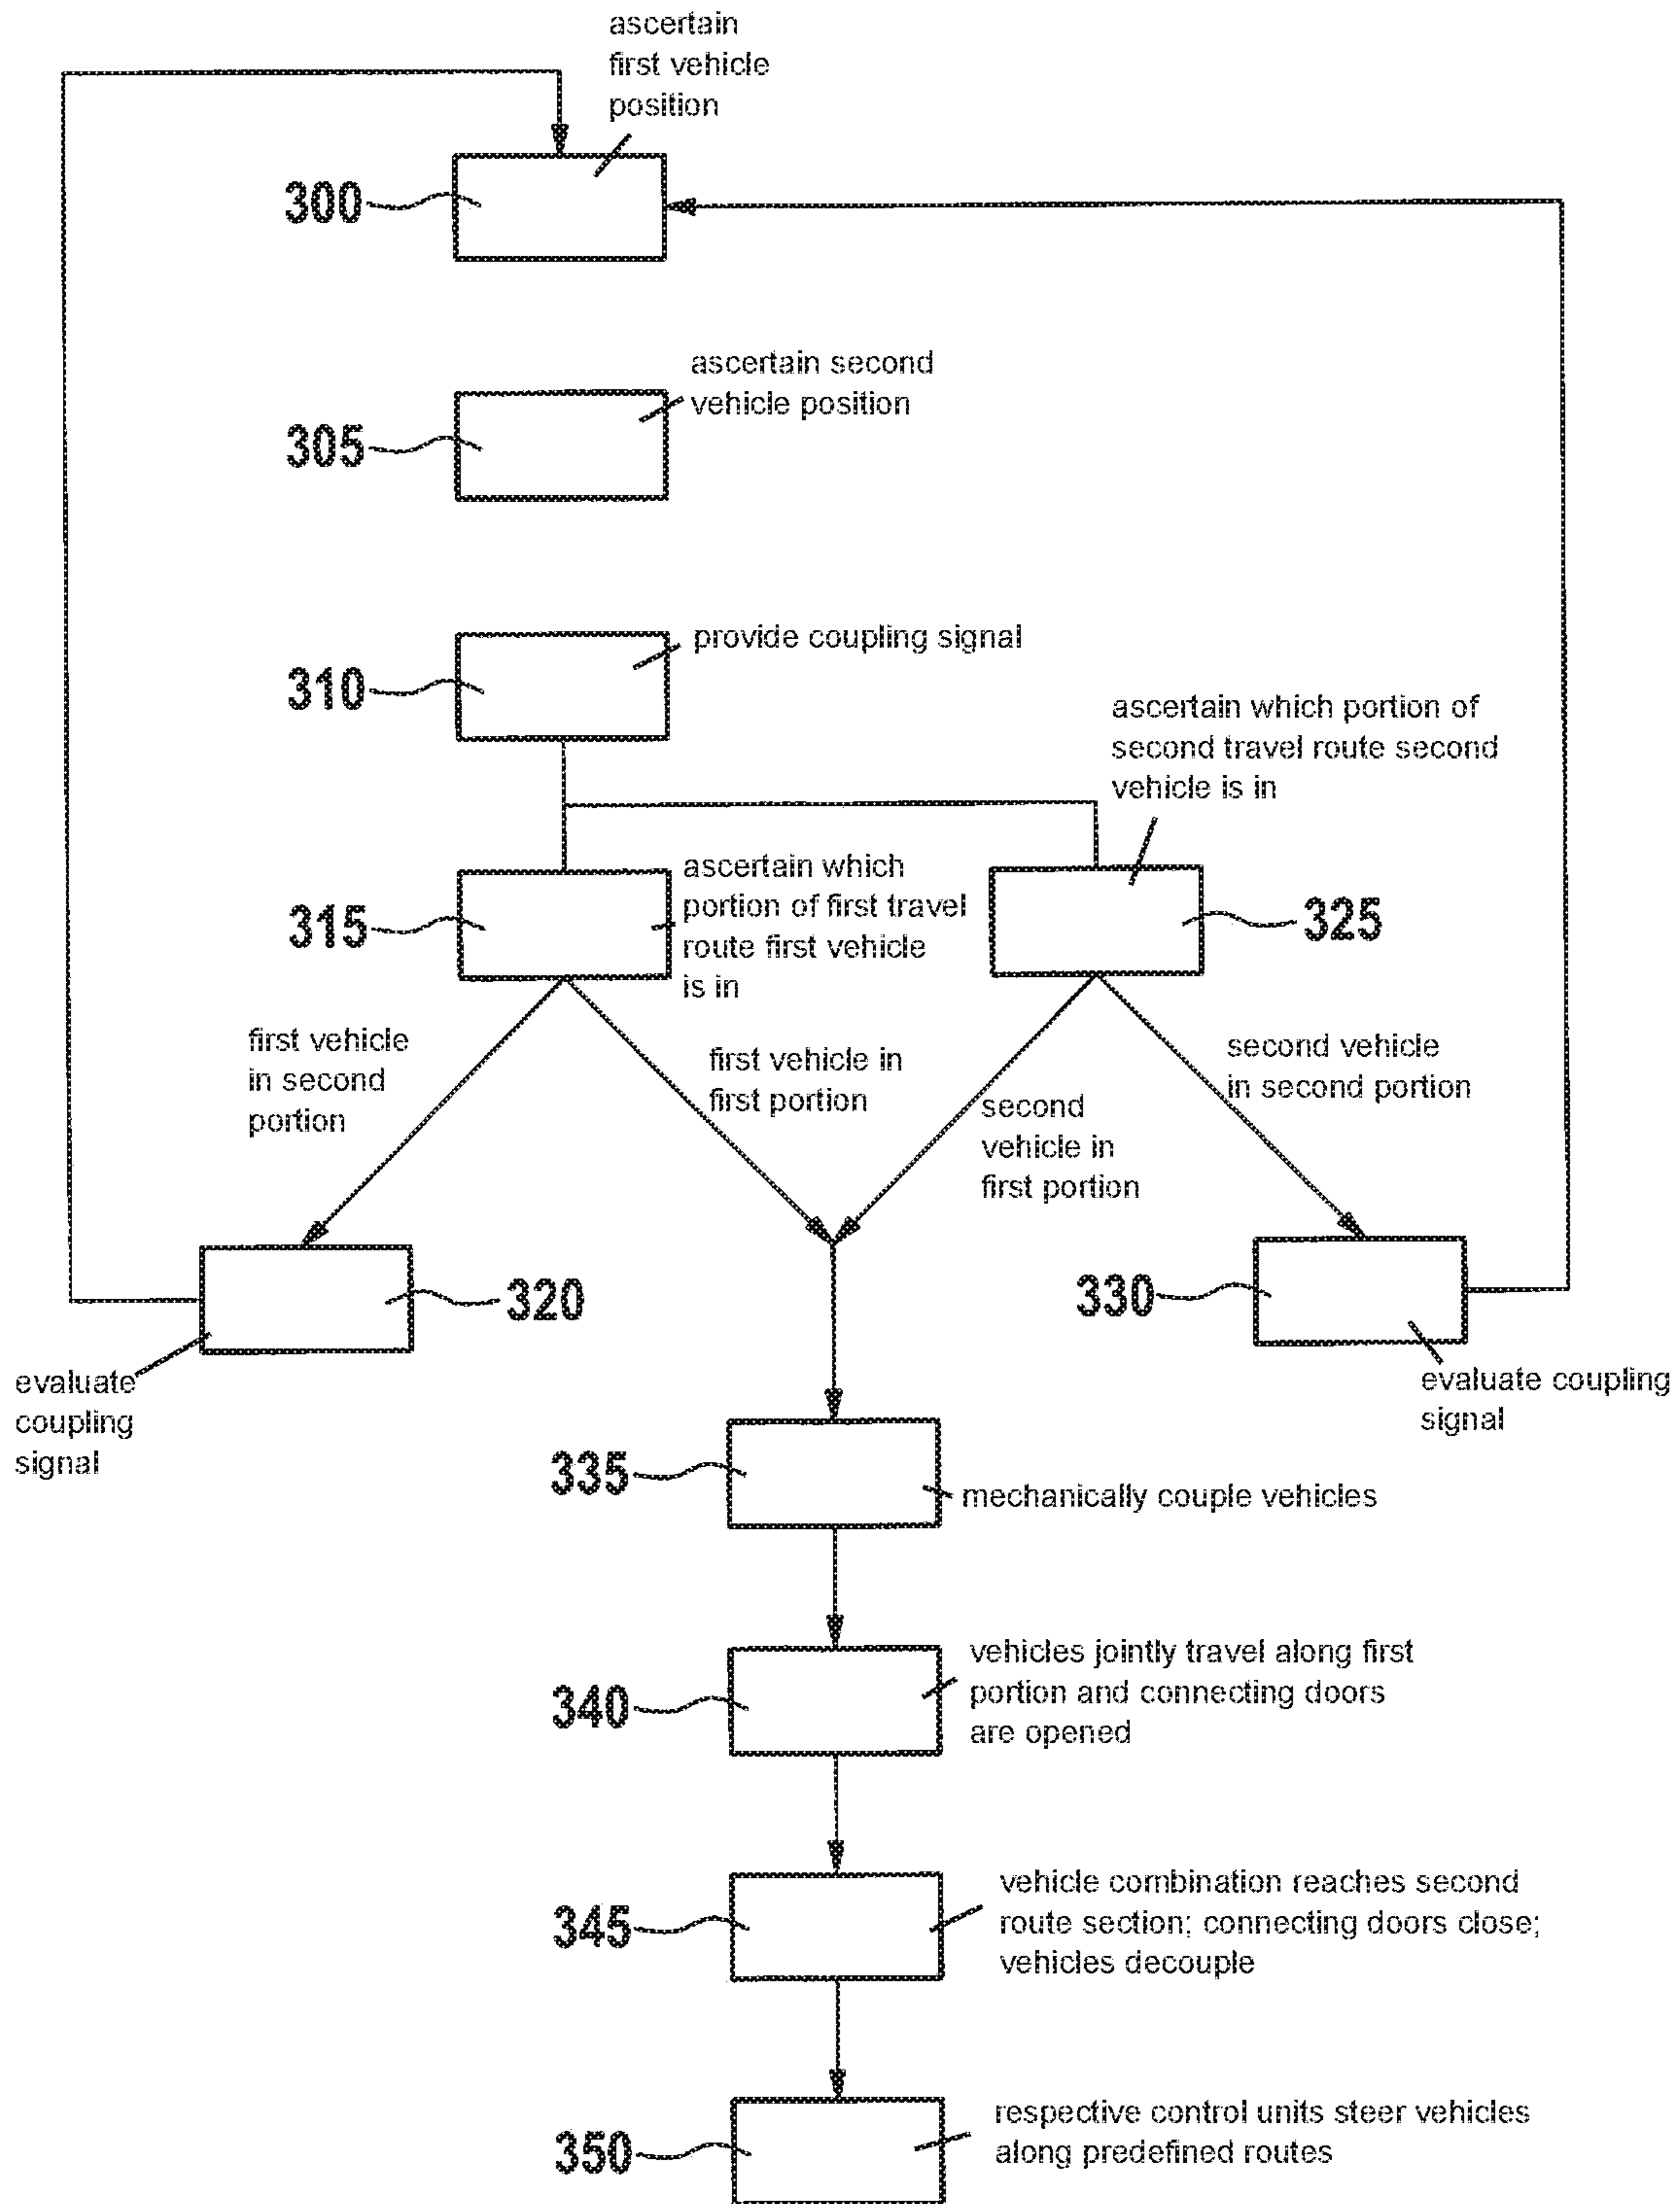 ascertain
first vehicle
position
300
ascertain second
vehicle position
305
provide coupling signal
310
ascertain which portion of
second travel route second
vehicle is in
ascertain which
portion of first travel
route first vehicle
is in
315
325
first vehicle
in second
portion
first vehicle in
first portion
second
vehicle in
first portion
second vehicle
in second portion
320
330
evaluate
coupling
signal
evaluate coupling
signal
335
mechanically couple vehicles
340
vehicles jointly travel along first
portion and connecting doors
are opened
345
vehicle combination reaches second
route section; connecting doors close;
vehicles decouple
350
respective control units steer vehicles
along predefined routes